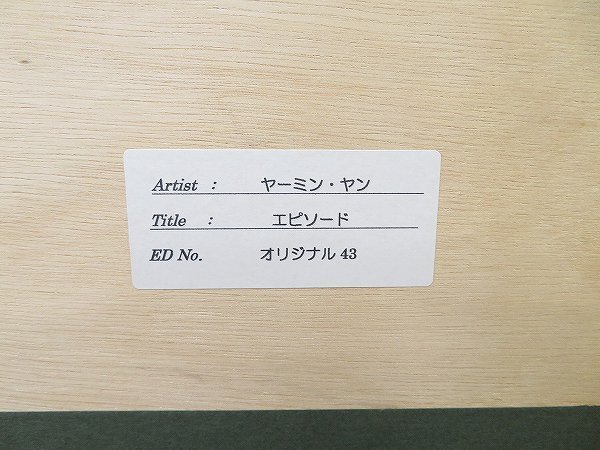 Artist : ヤーミン・ヤン
Title : エピソード
ED No. オリジナル 43